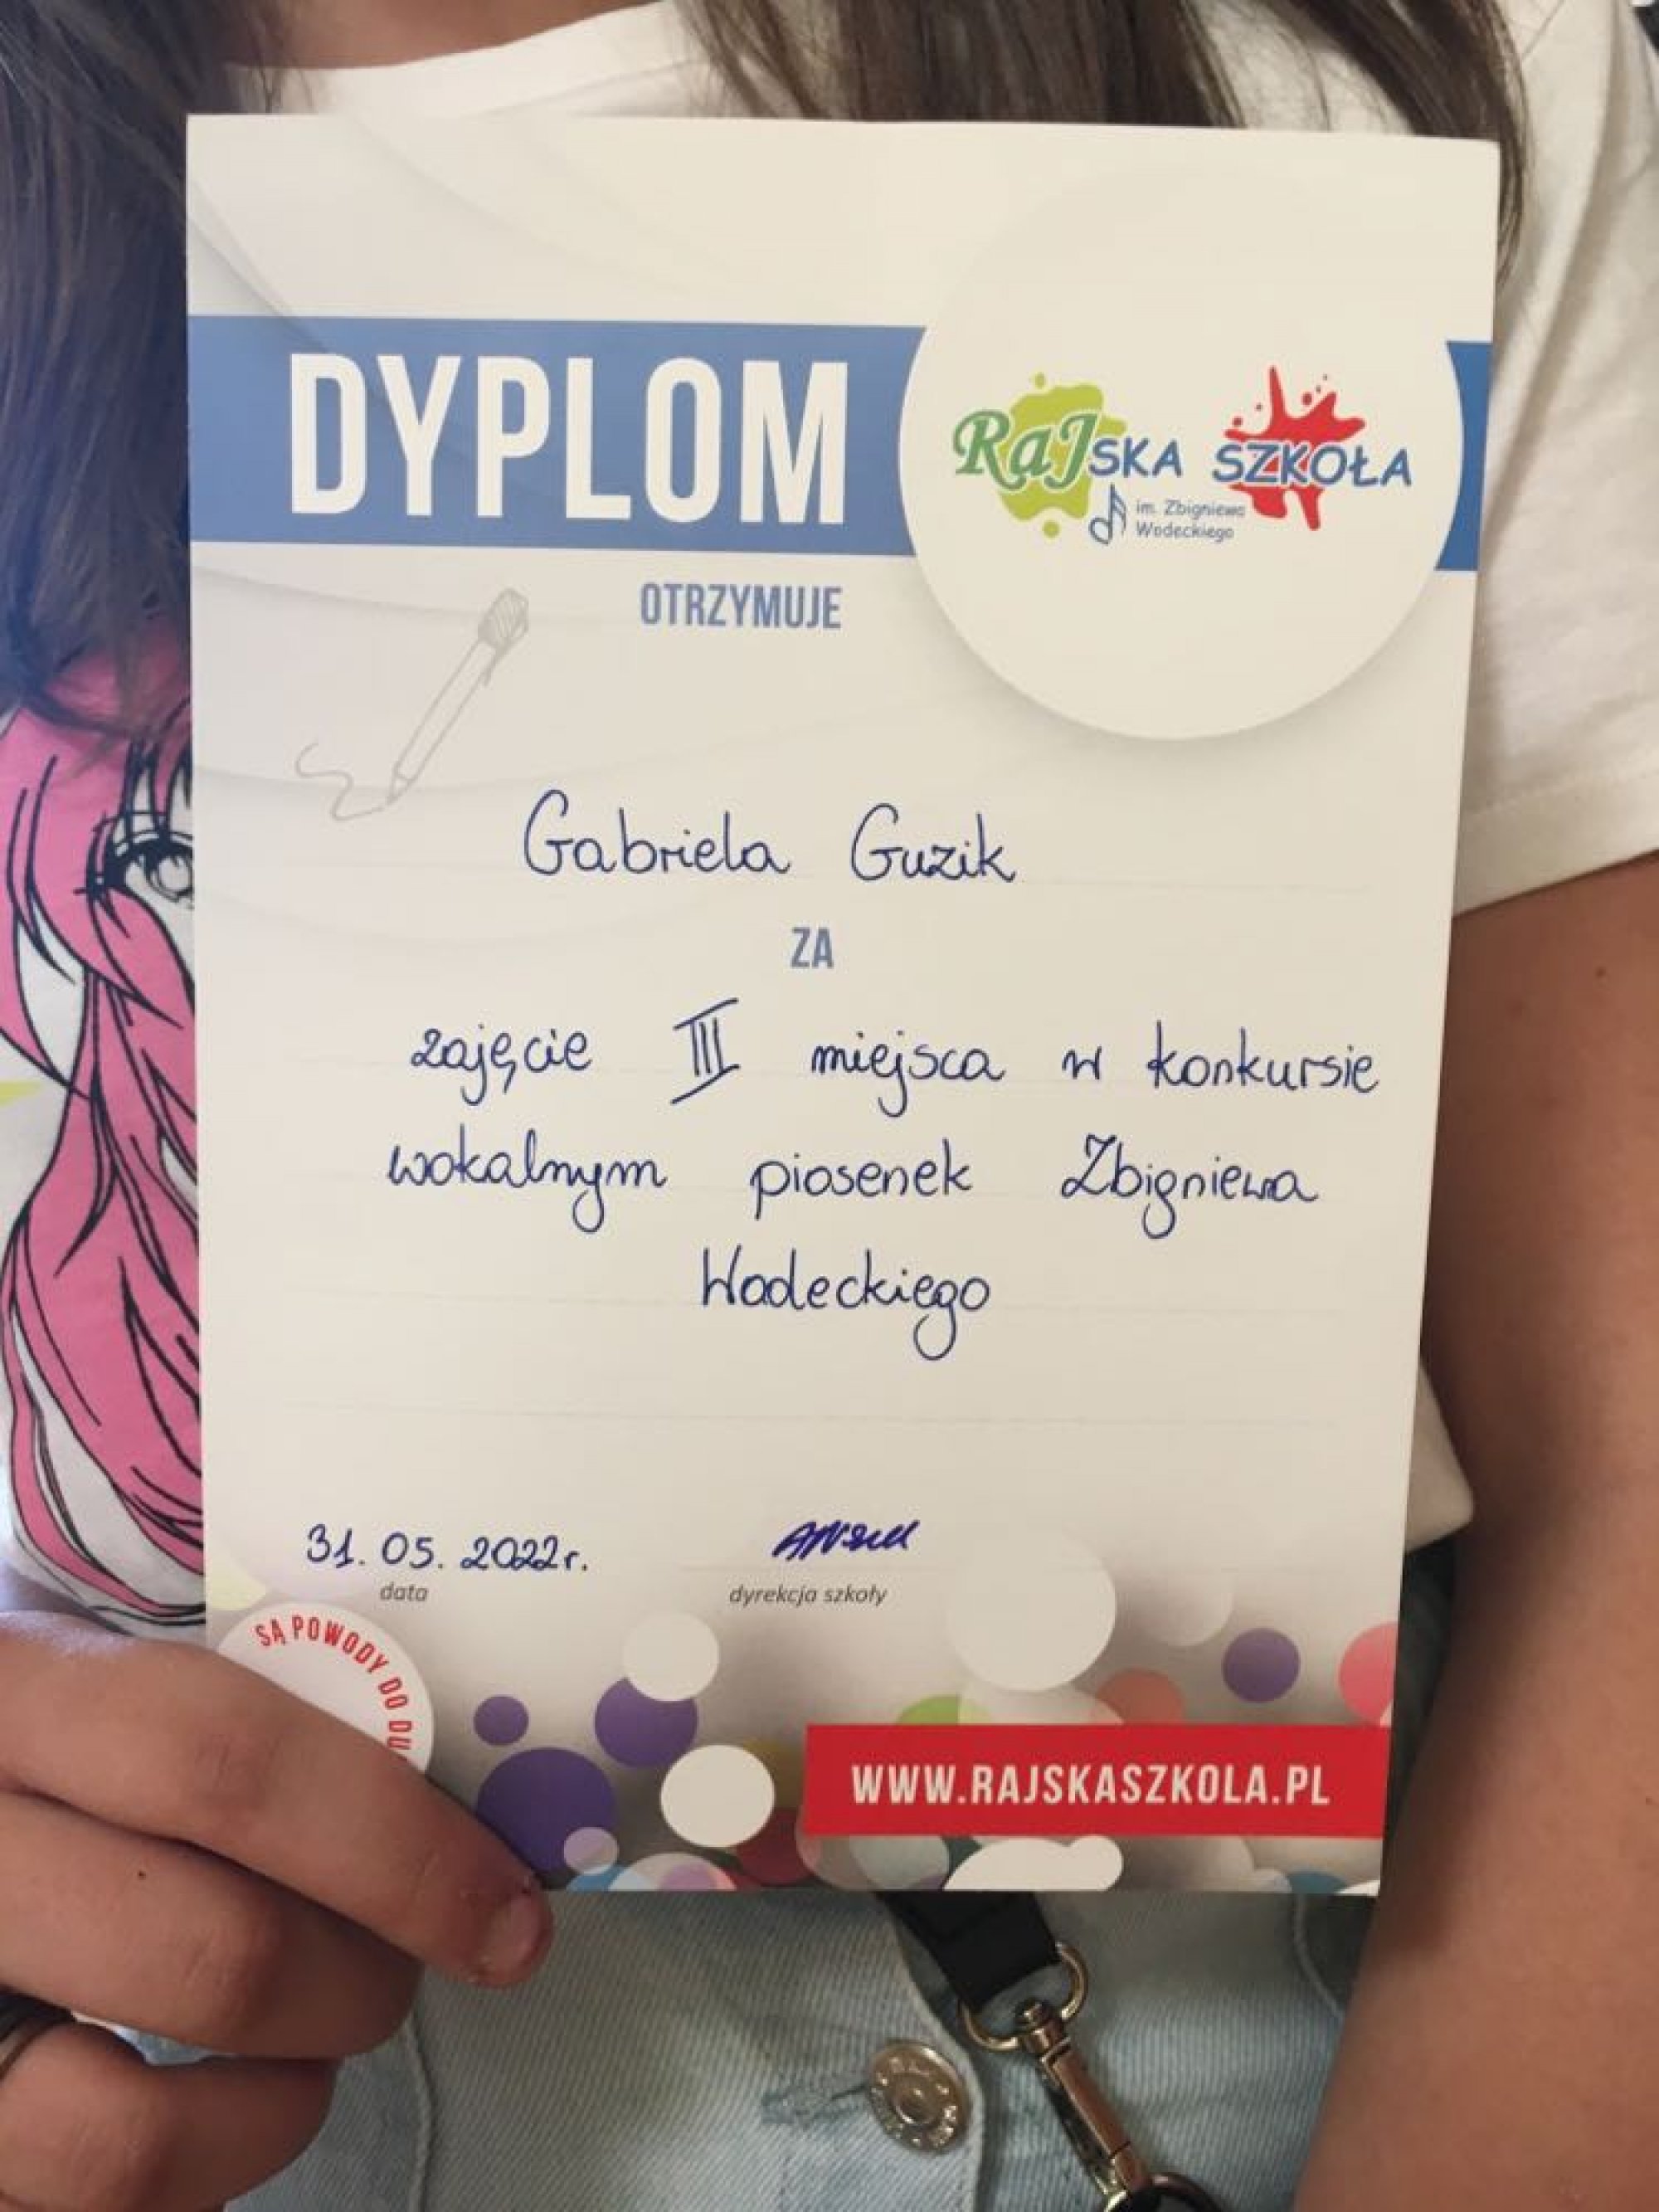 DYPLOM
RaJSKA SZKOŁA
im. Zbigniewa
Wodeckiego
OTRZYMUJE
Gabriela Guzik
ZA
zajęcie III miejsca w konkursie
wokalnym piosenek Zbigniewa
Wodeckiego
31. 05. 2022r.
data
dyrekcja szkoły
SĄ POWODY DO DU
WWW.RAJSKASZKOLA.PL